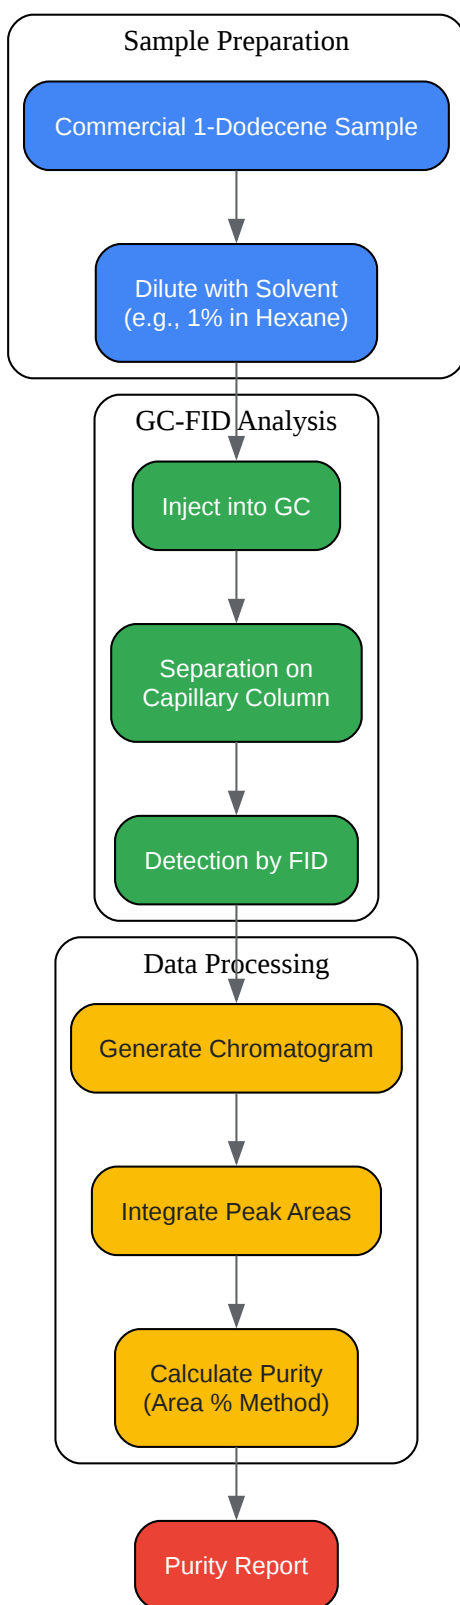 Sample Preparation
Commercial 1-Dodecene Sample
Dilute with Solvent
(e.g., 1% in Hexane)
GC-FID Analysis
Inject into GC
Separation on
Capillary Column
Detection by FID
Data Processing
Generate Chromatogram
Integrate Peak Areas
Calculate Purity
(Area % Method)
Purity Report